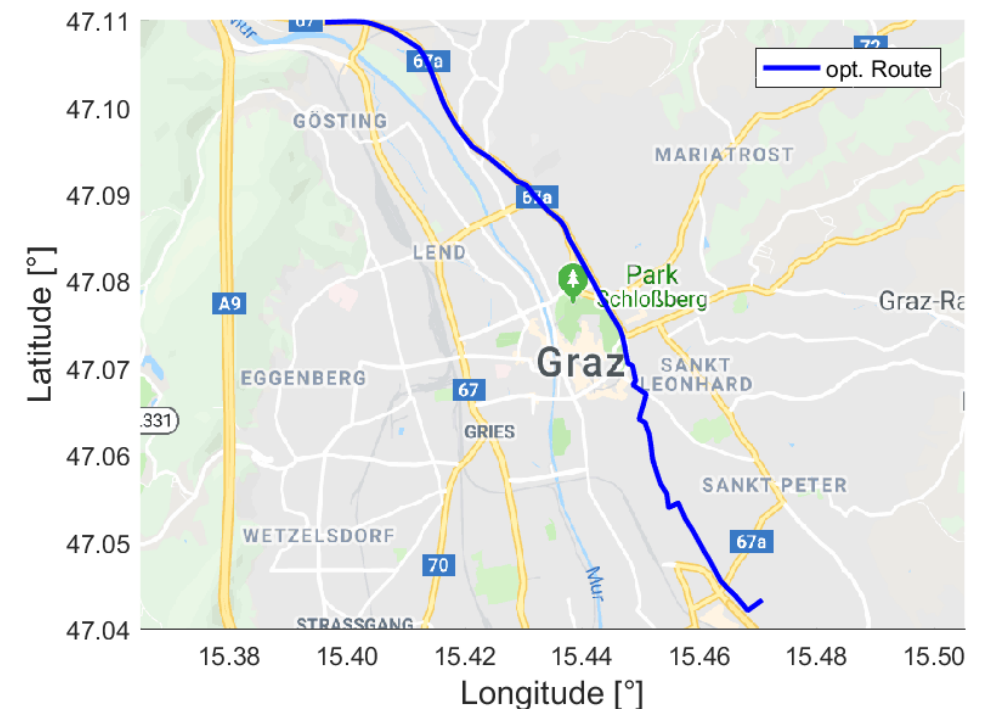 47.11
47.10
47.09
47.08
47.07
47.06
47.05
47.04
Latitude [°]
15.38
15.40
15.42
15.44
15.46
15.48
15.50
Longitude [°]
opt. Route
Mur
67
67a
72
GÖSTING
MARIATROST
67a
LEND
Park
Schloßberg
A9
Graz-Ra
Graz
EGGENBERG
67
SANKT
LEONHARD
331
GRIES
SANKT PETER
WETZELSDORF
67a
70
Mur
STRASSGANG